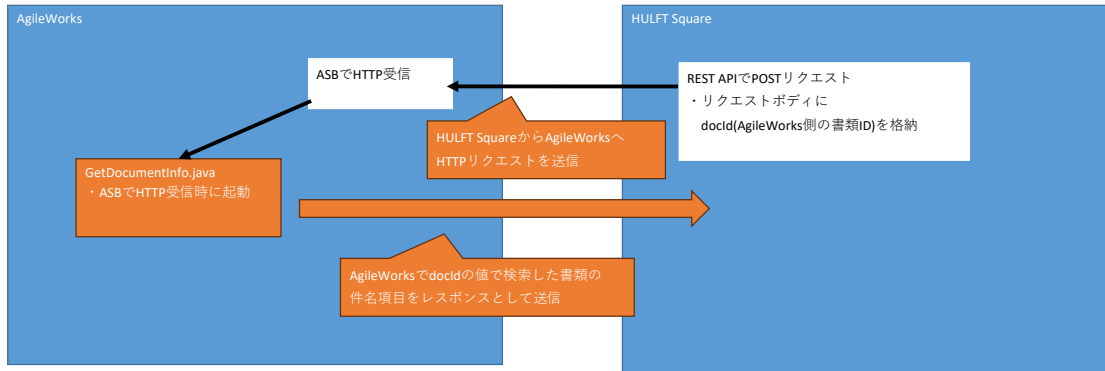 AgileWorks
HULFT Square
ASBでHTTP受信
REST APIでPOSTリクエスト
・リクエストボディに
docId(AgileWorks側の書類ID)を格納
HULFT SquareからAgileWorksへ
HTTPリクエストを送信
GetDocumentInfo.java
・ASBでHTTP受信時に起動
AgileWorksでdocIdの値で検索した書類の
件名項目をレスポンスとして送信